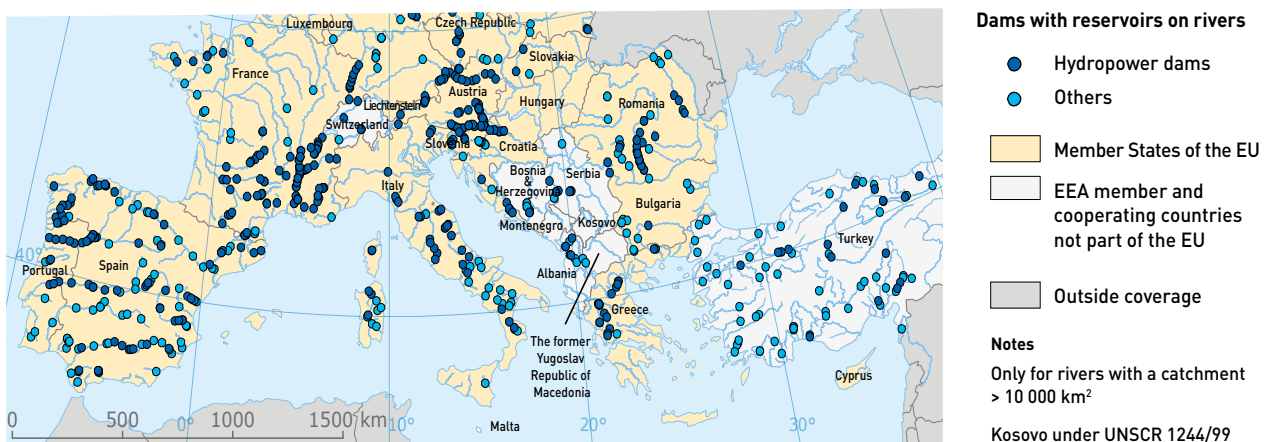 Luxembourg
Czech Republic
Slovakia
France
Austria
Liechtenstein
Hungary
Romania
Switzerland
Slovenia
Croatia
Bosnia
&
Herzegovina
Serbia
Italy
Bulgaria
Montenegro
Kosovo
Turkey
40°
Portugal
Spain
Albania
Greece
The former
Yugoslav
Republic of
Macedonia
Cyprus
Malta
0 500 1000 1500 km
0° 10° 20° 30°
Dams with reservoirs on rivers
Hydropower dams
Others
Member States of the EU
EEA member and
cooperating countries
not part of the EU
Outside coverage
Notes
Only for rivers with a catchment
> 10 000 km²
Kosovo under UNSCR 1244/99